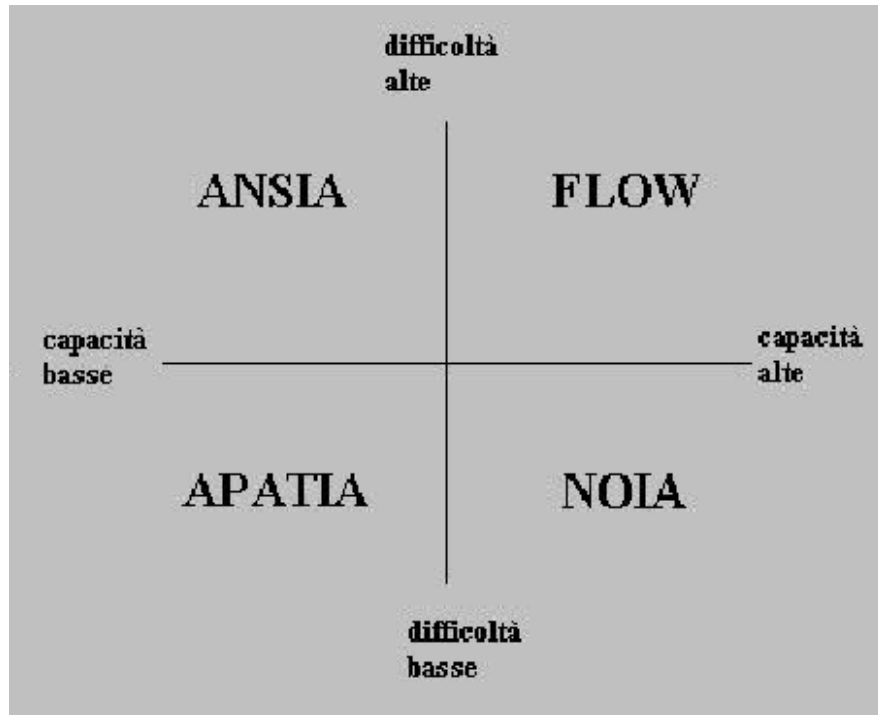 difficoltà
alte
ANSIA
FLOW
capacità
basse
capacità
alte
APATIA
NOIA
difficoltà
basse